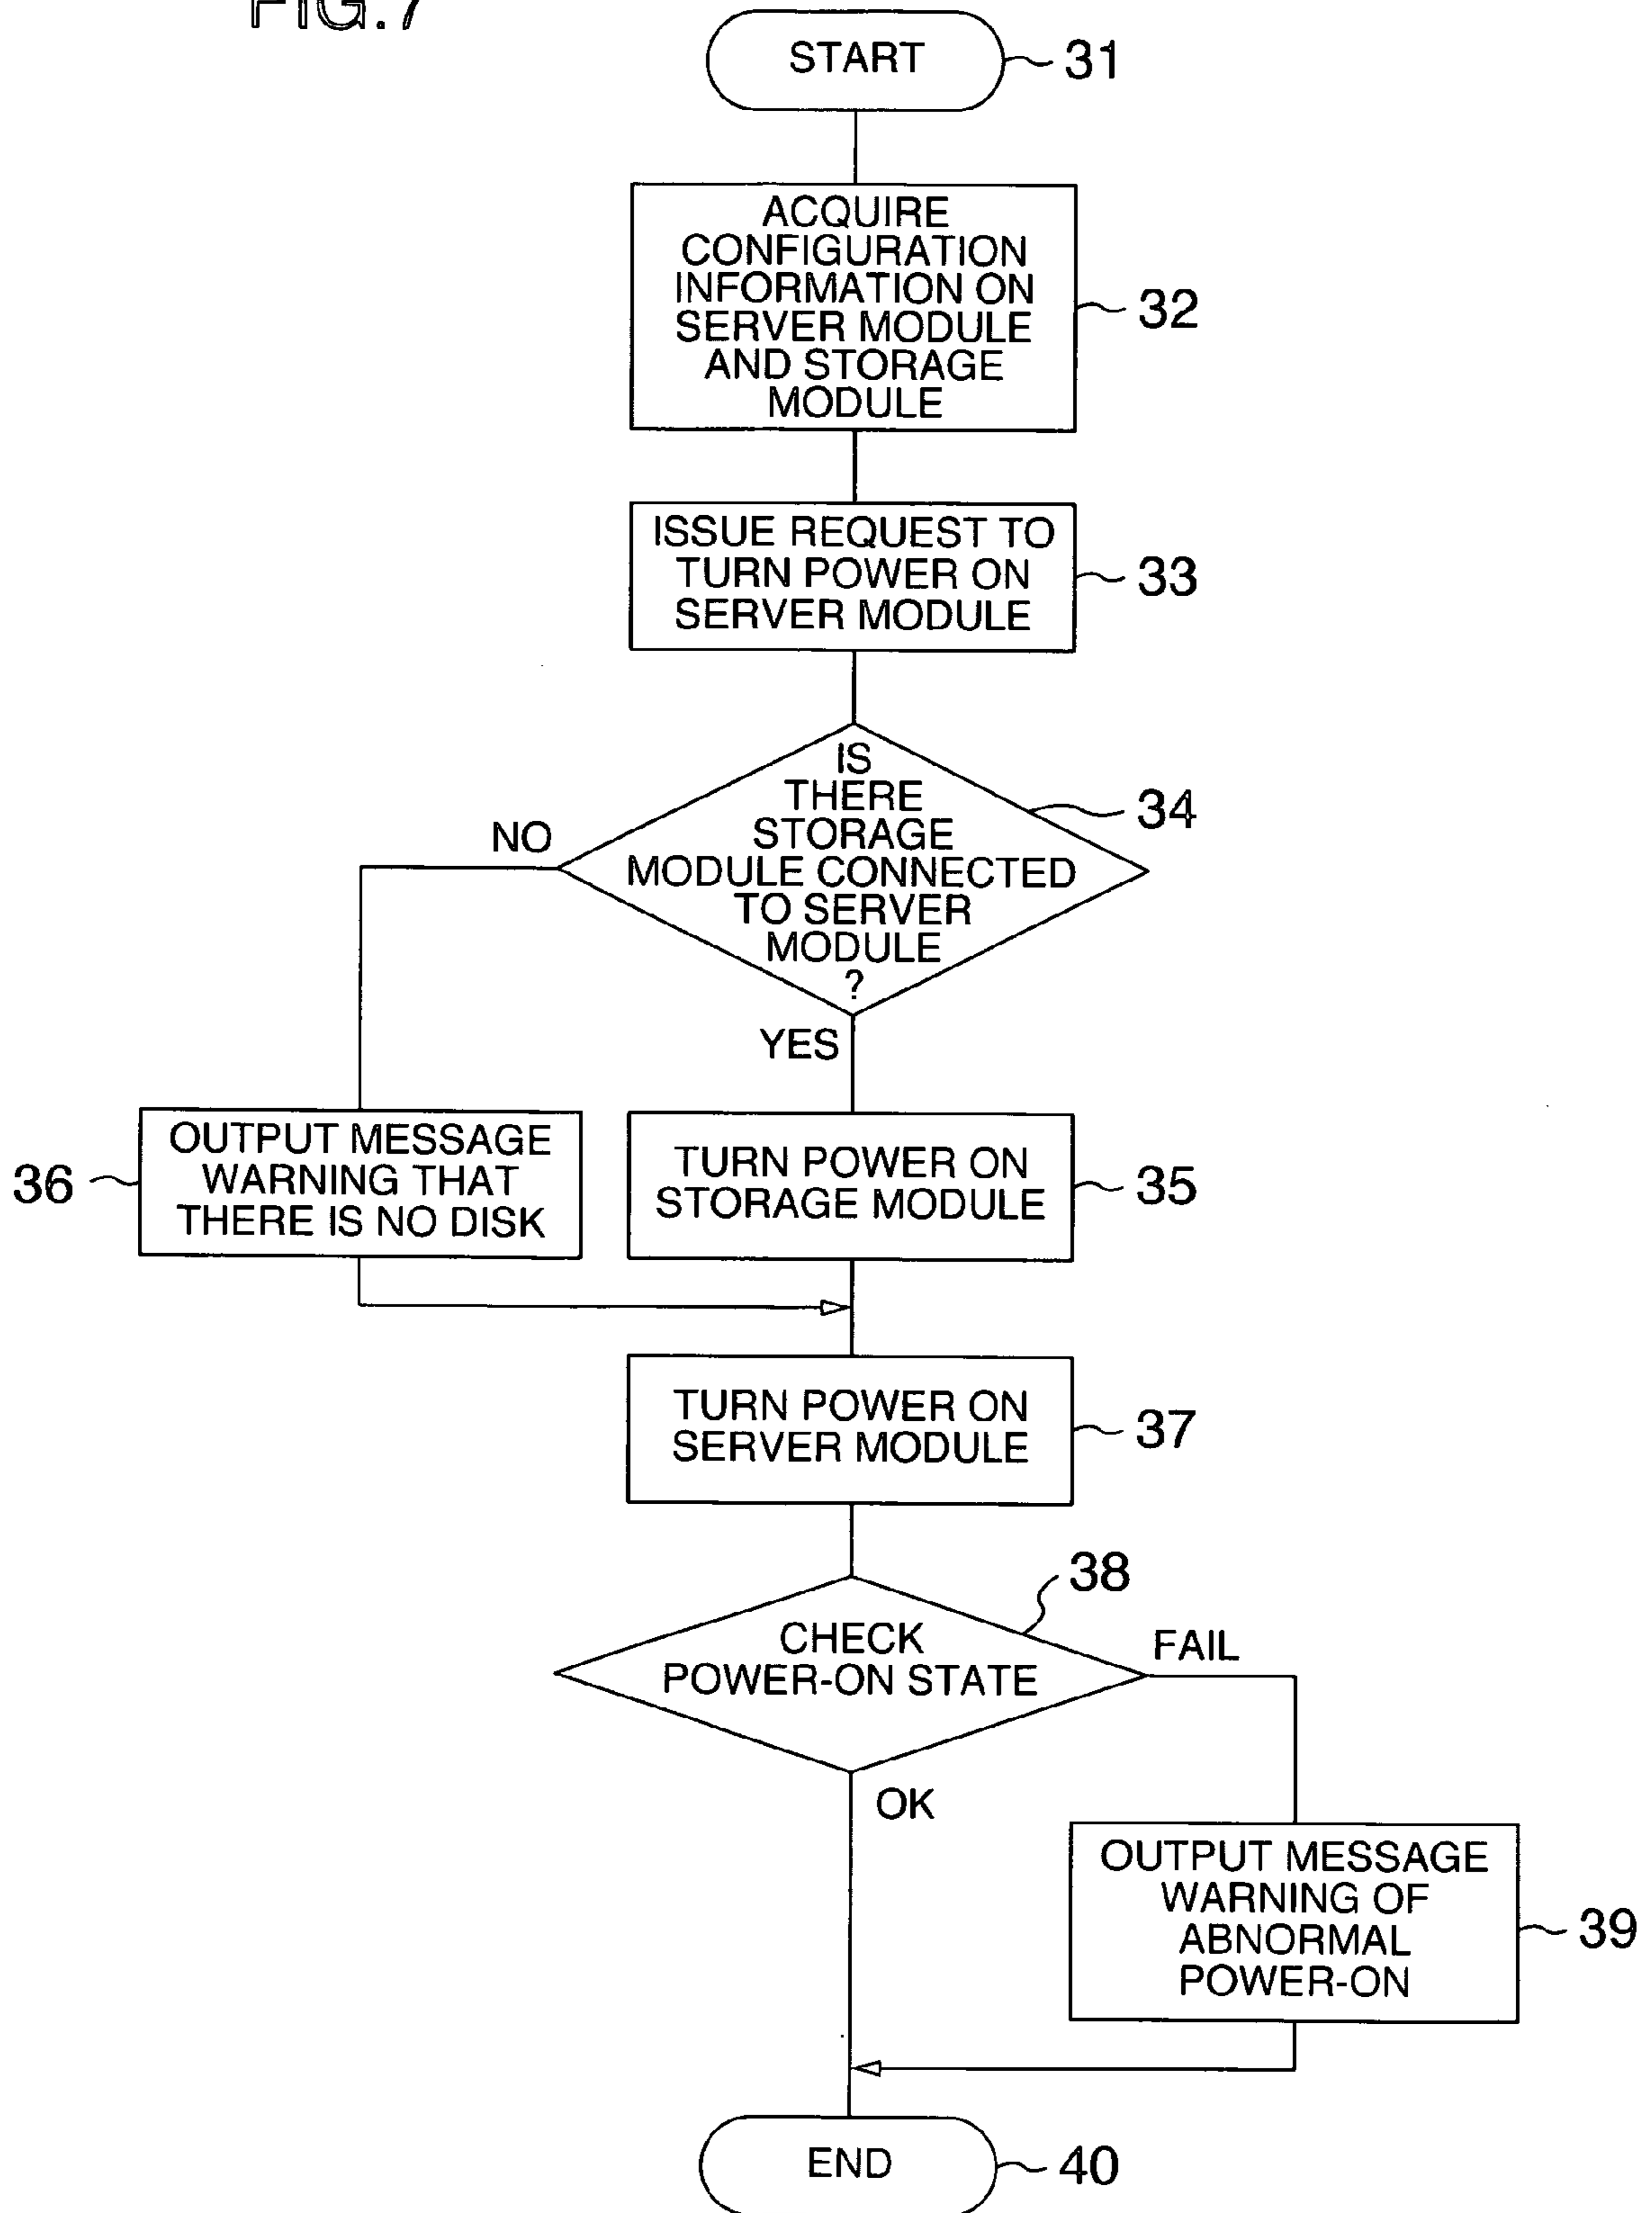 FIG.7
START
31
ACQUIRE
CONFIGURATION
INFORMATION ON
SERVER MODULE
AND STORAGE
MODULE
32
ISSUE REQUEST TO
TURN POWER ON
SERVER MODULE
33
IS
THERE
STORAGE
MODULE CONNECTED
TO SERVER
MODULE
?
34
NO
YES
OUTPUT MESSAGE
WARNING THAT
THERE IS NO DISK
36
TURN POWER ON
STORAGE MODULE
35
TURN POWER ON
SERVER MODULE
37
CHECK
POWER-ON STATE
38
FAIL
OK
OUTPUT MESSAGE
WARNING OF
ABNORMAL
POWER-ON
39
END
40